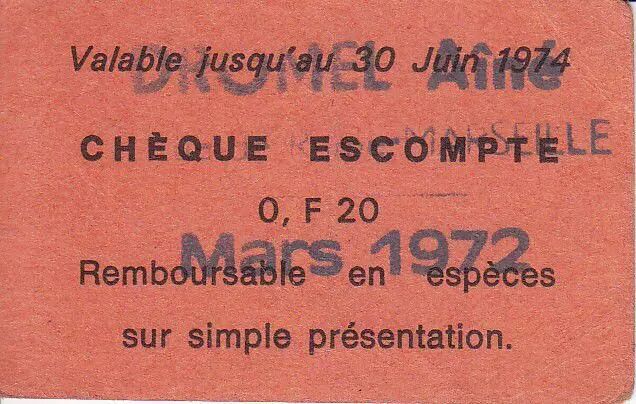 Valable jusqu'au 30 Juin 1974
DROMEL Aîné
MARSEILLE
CHÈQUE ESCOMPTE
0, F 20
Mars 1972
Remboursable en espèces
sur simple présentation.